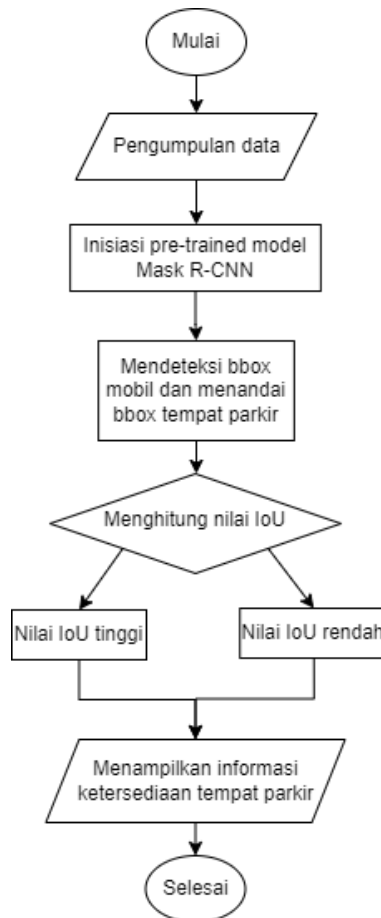 Mulai
Pengumpulan data
Inisiasi pre-trained model
Mask R-CNN
Mendeteksi bbox
mobil dan menandai
bbox tempat parkir
Menghitung nilai IoU
Nilai IoU tinggi
Nilai IoU rendah
Menampilkan informasi
ketersediaan tempat parkir
Selesai